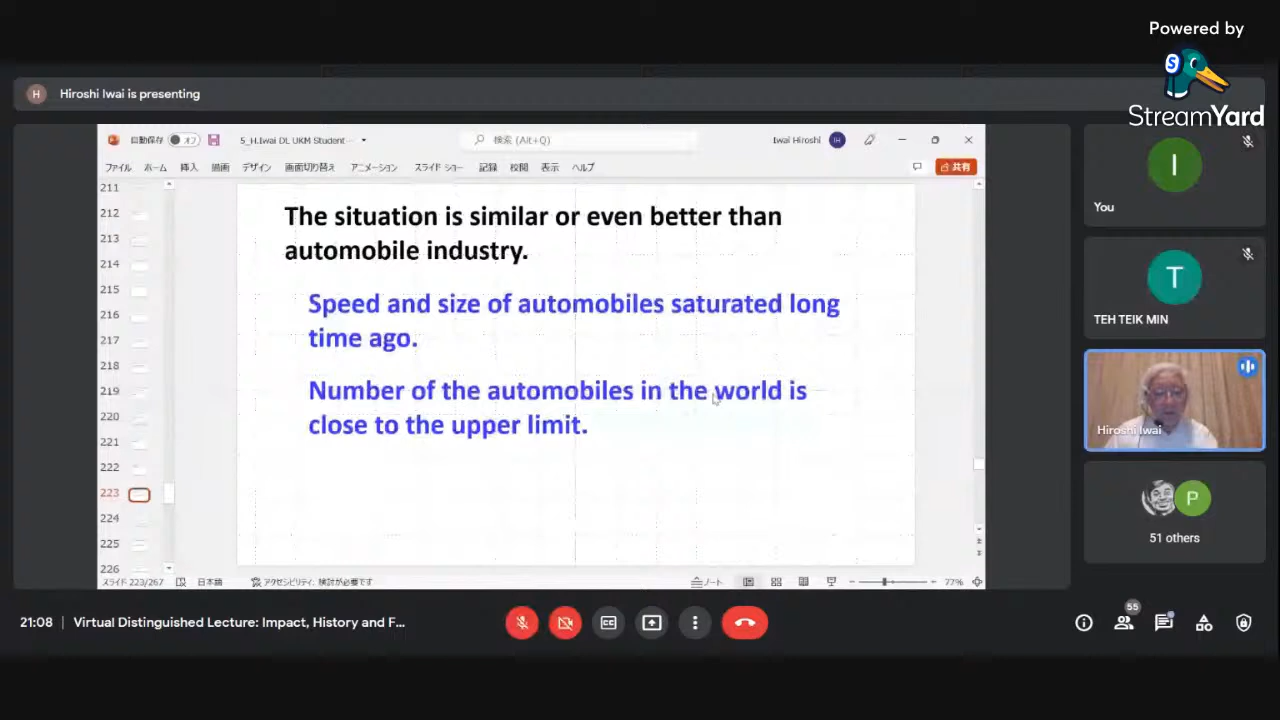 Powered by
StreamYard
H Hiroshi Iwai is presenting
自動保存 オフ 5_H.Iwai DL UKM Student 検索 (Alt+Q) Iwai Hiroshi HI
ファイル ホーム 挿入 描画 デザイン 画面切り替え アニメーション スライド ショー 記録 校閲 表示 ヘルプ 共有
211
212
213
214
215
216
217
218
219
220
221
222
223
224
225
226
The situation is similar or even better than
automobile industry.
Speed and size of automobiles saturated long
time ago.
Number of the automobiles in the world is
close to the upper limit.
スライド 223/267 日本語 アクセシビリティ: 検討が必要です ノート 77%
I
You
T
TEH TEIK MIN
Hiroshi Iwai
P
51 others
21:08 | Virtual Distinguished Lecture: Impact, History and F...
55